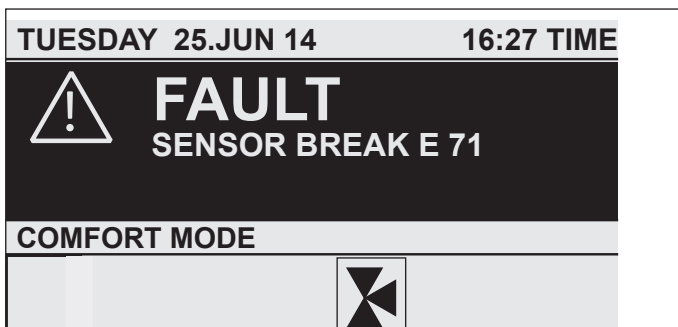 TUESDAY 25.JUN 14 16:27 TIME
FAULT
SENSOR BREAK E 71
COMFORT MODE